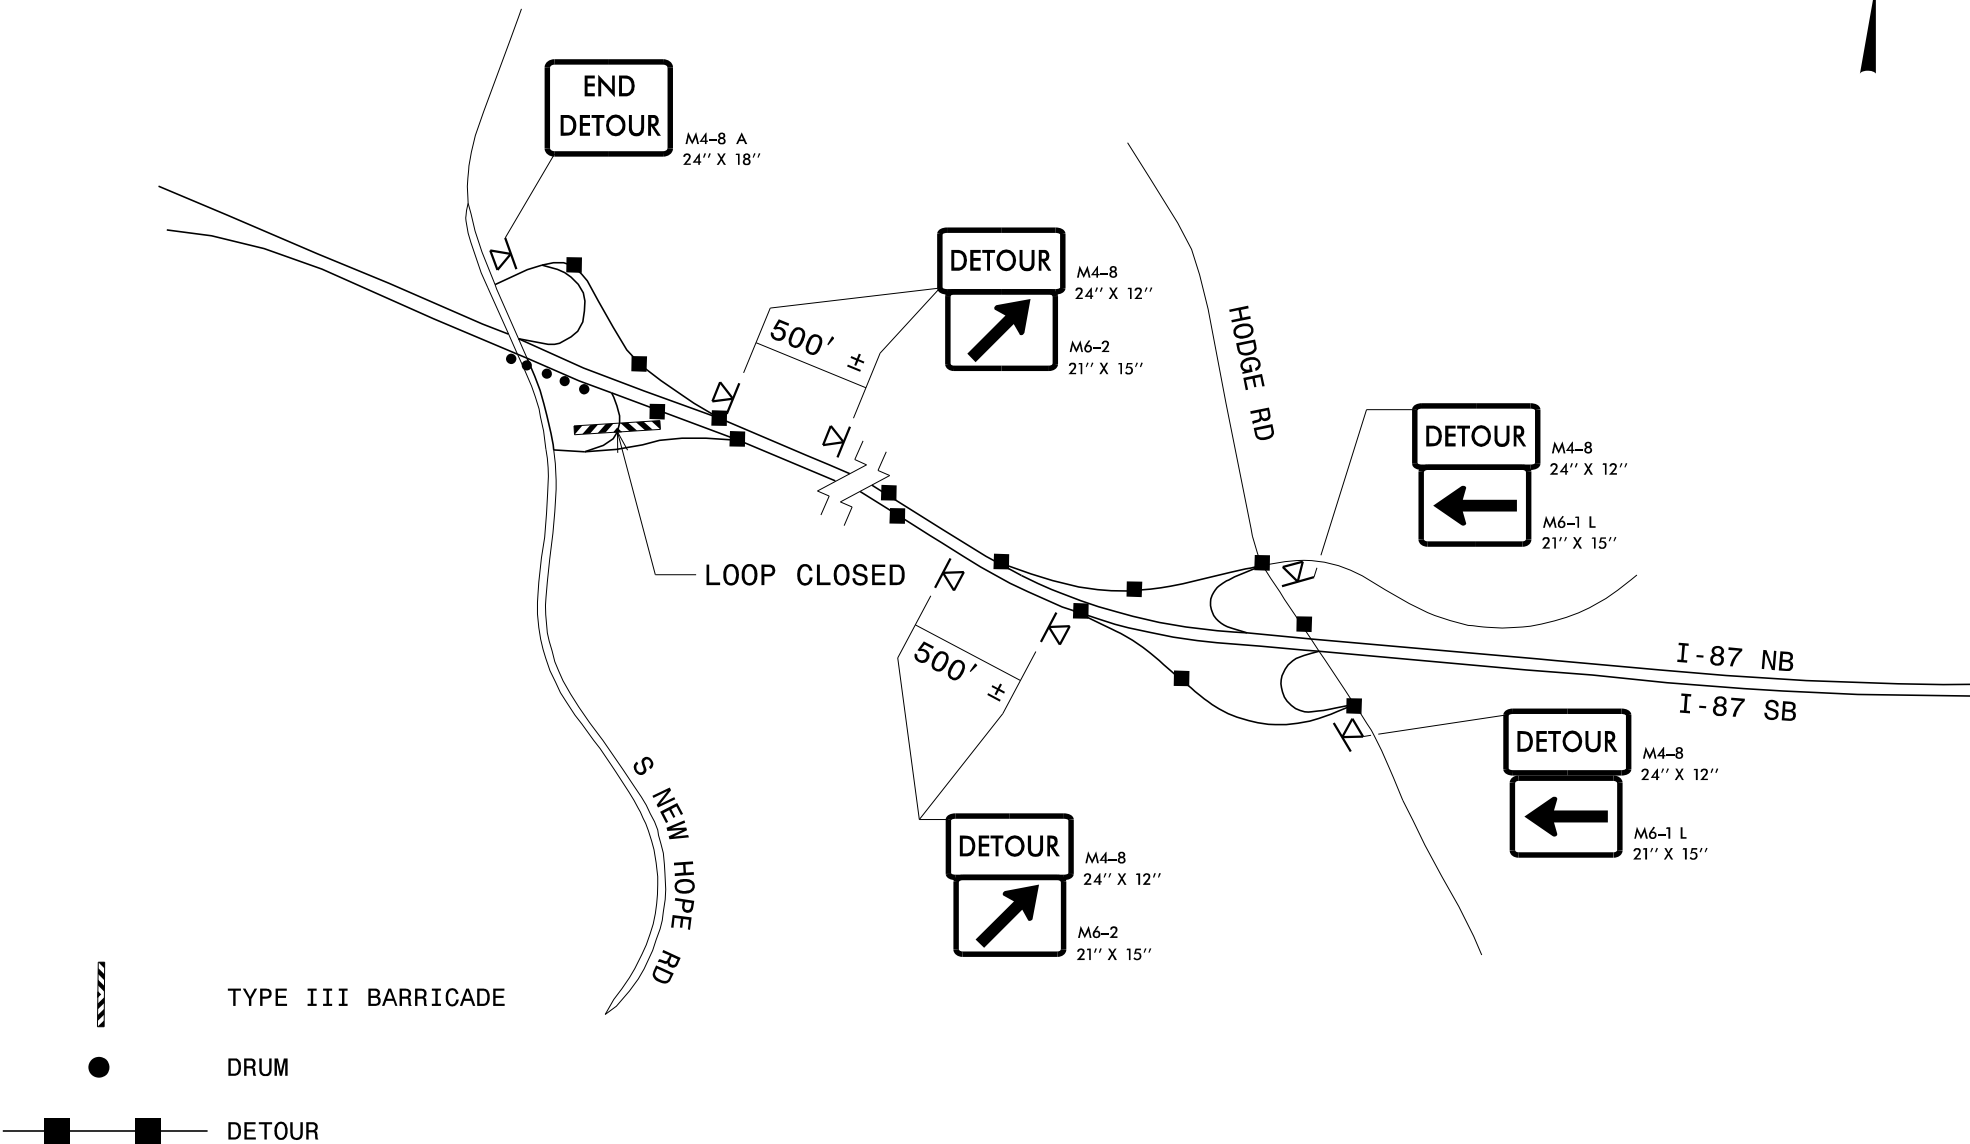 END
DETOUR
M4-8 A
24'' X 18''
DETOUR
M4-8
24'' X 12''
M6-2
21'' X 15''
500' ±
HODGE RD
DETOUR
M4-8
24'' X 12''
M6-1 L
21'' X 15''
LOOP CLOSED
500' ±
I-87 NB
I-87 SB
DETOUR
M4-8
24'' X 12''
M6-1 L
21'' X 15''
S NEW HOPE RD
DETOUR
M4-8
24'' X 12''
M6-2
21'' X 15''
TYPE III BARRICADE
DRUM
DETOUR